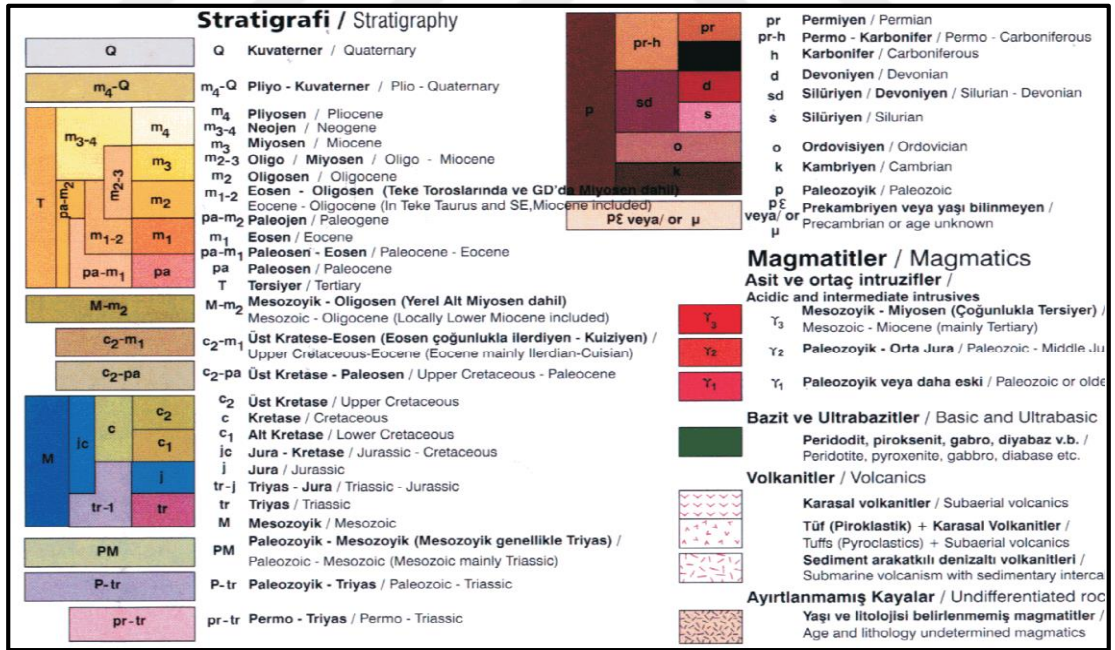 Stratigrafi / Stratigraphy
Q Q Kuvaterner / Quaternary
m4-Q m4-Q Pliyo - Kuvaterner / Plio - Quaternary
T
pa-m2
m3-4
m2-3
m1-2
pa-m1
m4
m3
m2
m1
pa
m4 Pliyosen / Pliocene
m3-4 Neojen / Neogene
m3 Miyosen / Miocene
m2-3 Oligo / Miyosen / Oligo - Miocene
m2 Oligosen / Oligocene
m1-2 Eosen - Oligosen (Teke Toroslarında ve GD'da Miyosen dahil)
Eocene - Oligocene (In Teke Taurus and SE,Miocene included)
pa-m2 Paleojen / Paleogene
m1 Eosen / Eocene
pa-m1 Paleosen - Eosen / Paleocene - Eocene
pa Paleosen / Paleocene
T Tersiyer / Tertiary
M-m2 M-m2 Mesozoyik - Oligosen (Yerel Alt Miyosen dahil)
Mesozoic - Oligocene (Locally Lower Miocene included)
c2-m1 c2-m1 Üst Kratese-Eosen (Eosen çoğunlukla ilerdiyen - Kuiziyen) /
Upper Cretaceous-Eocene (Eocene mainly Ilerdian-Cuisian)
c2-pa c2-pa Üst Kretase - Paleosen / Upper Cretaceous - Paleocene
M
jc
c
tr-1
c2
c1
j
tr
c2 Üst Kretase / Upper Cretaceous
c Kretase / Cretaceous
c1 Alt Kretase / Lower Cretaceous
jc Jura - Kretase / Jurassic - Cretaceous
j Jura / Jurassic
tr-j Triyas - Jura / Triassic - Jurassic
tr Triyas / Triassic
M Mesozoyik / Mesozoic
PM PM Paleozoyik - Mesozoyik (Mesozoyik genellikle Triyas) /
Paleozoic - Mesozoic (Mesozoic mainly Triassic)
P-tr P-tr Paleozoyik - Triyas / Paleozoic - Triassic
pr-tr pr-tr Permo - Triyas / Permo - Triassic
p
pr-h
sd
pr
d
s
o
k
pr Permiyen / Permian
pr-h Permo - Karbonifer / Permo - Carboniferous
h Karbonifer / Carboniferous
d Devoniyen / Devonian
sd Silüriyen / Devoniyen / Silurian - Devonian
s Silüriyen / Silurian
o Ordovisiyen / Ordovician
k Kambriyen / Cambrian
p Paleozoyik / Paleozoic
PƐ veya/ or μ pƐ veya/ or μ Prekambriyen veya yaşı bilinmeyen /
Precambrian or age unknown
Magmatitler / Magmatics
Asit ve ortaç intruzifler /
Acidic and intermediate intrusives
ϒ3 ϒ3 Mesozoyik - Miyosen (Çoğunlukla Tersiyer) /
Mesozoic - Miocene (mainly Tertiary)
ϒ2 ϒ2 Paleozoyik - Orta Jura / Paleozoic - Middle Ju
ϒ1 ϒ1 Paleozoyik veya daha eski / Paleozoic or olde
Bazit ve Ultrabazitler / Basic and Ultrabasic
Peridodit, piroksenit, gabro, diyabaz v.b. /
Peridotite, pyroxenite, gabbro, diabase etc.
Volkanitler / Volcanics
Karasal volkanitler / Subaerial volcanics
Tüf (Piroklastik) + Karasal Volkanitler /
Tuffs (Pyroclastics) + Subaerial volcanics
Sediment arakatkılı denizaltı volkanitleri /
Submarine volcanism with sedimentary interca
Ayırtlanmamış Kayalar / Undifferentiated roc
Yaşı ve litolojisi belirlenmemiş magmatitler /
Age and lithology undetermined magmatics